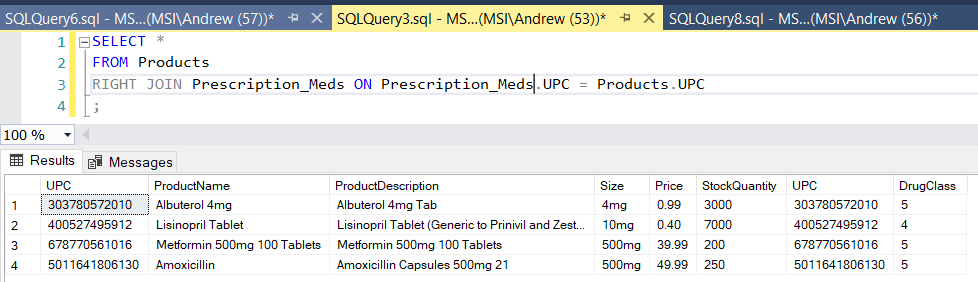 SQLQuery6.sql - MS...(MSI\Andrew (57))* SQLQuery3.sql - MS...(MSI\Andrew (53))* SQLQuery8.sql - MS...(MSI\Andrew (56))*
1 SELECT *
2 FROM Products
3 RIGHT JOIN Prescription_Meds ON Prescription_Meds.UPC = Products.UPC
4 ;
100 %
Results Messages
UPC ProductName ProductDescription Size Price StockQuantity UPC DrugClass
1 303780572010 Albuterol 4mg Albuterol 4mg Tab 4mg 0.99 3000 303780572010 5
2 400527495912 Lisinopril Tablet Lisinopril Tablet (Generic to Prinivil and Zest... 10mg 0.40 7000 400527495912 4
3 678770561016 Metformin 500mg 100 Tablets Metformin 500mg 100 Tablets 500mg 39.99 200 678770561016 5
4 5011641806130 Amoxicillin Amoxicillin Capsules 500mg 21 500mg 49.99 250 5011641806130 5